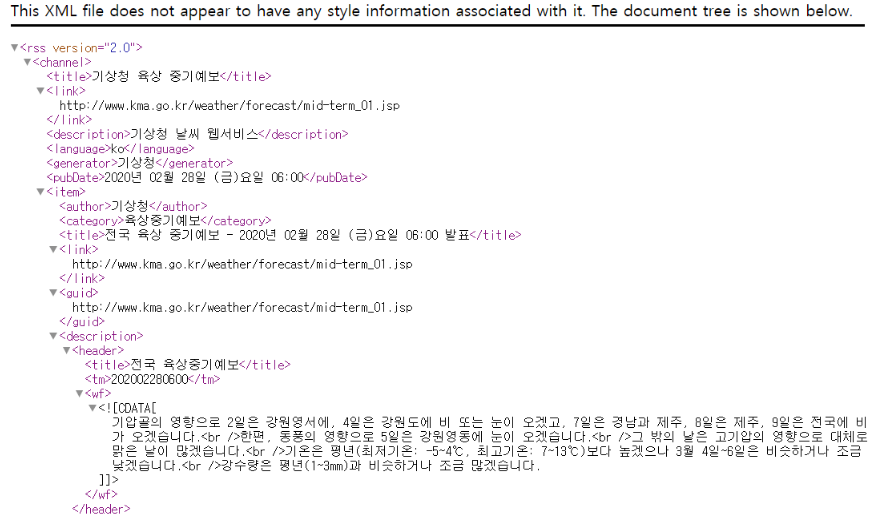 This XML file does not appear to have any style information associated with it. The document tree is shown below.
▼<rss version="2.0">
▼<channel>
<title>기상청 육상 중기예보</title>
▼<link>
http://www.kma.go.kr/weather/forecast/mid-term_01.jsp
</link>
<description>기상청 날씨 웹서비스</description>
<language>ko</language>
<generator>기상청</generator>
<pubDate>2020년 02월 28일 (금)요일 06:00</pubDate>
▼<item>
<author>기상청</author>
<category>육상중기예보</category>
<title>전국 육상 중기예보 - 2020년 02월 28일 (금)요일 06:00 발표</title>
▼<link>
http://www.kma.go.kr/weather/forecast/mid-term_01.jsp
</link>
▼<guid>
http://www.kma.go.kr/weather/forecast/mid-term_01.jsp
</guid>
▼<description>
▼<header>
<title>전국 육상중기예보</title>
<tm>202002280600</tm>
▼<wf>
▼<![CDATA[
기압골의 영향으로 2일은 강원영서에, 4일은 강원도에 비 또는 눈이 오겠고, 7일은 경남과 제주, 8일은 제주, 9일은 전국에 비
가 오겠습니다.<br />한편, 동풍의 영향으로 5일은 강원영동에 눈이 오겠습니다.<br />그 밖의 날은 고기압의 영향으로 대체로
맑은 날이 많겠습니다.<br />기온은 평년(최저기온: -5~4℃, 최고기온: 7~13℃)보다 높겠으나 3월 4일~6일은 비슷하거나 조금
낮겠습니다.<br />강수량은 평년(1~3mm)과 비슷하거나 조금 많겠습니다.
]]>
</wf>
</header>